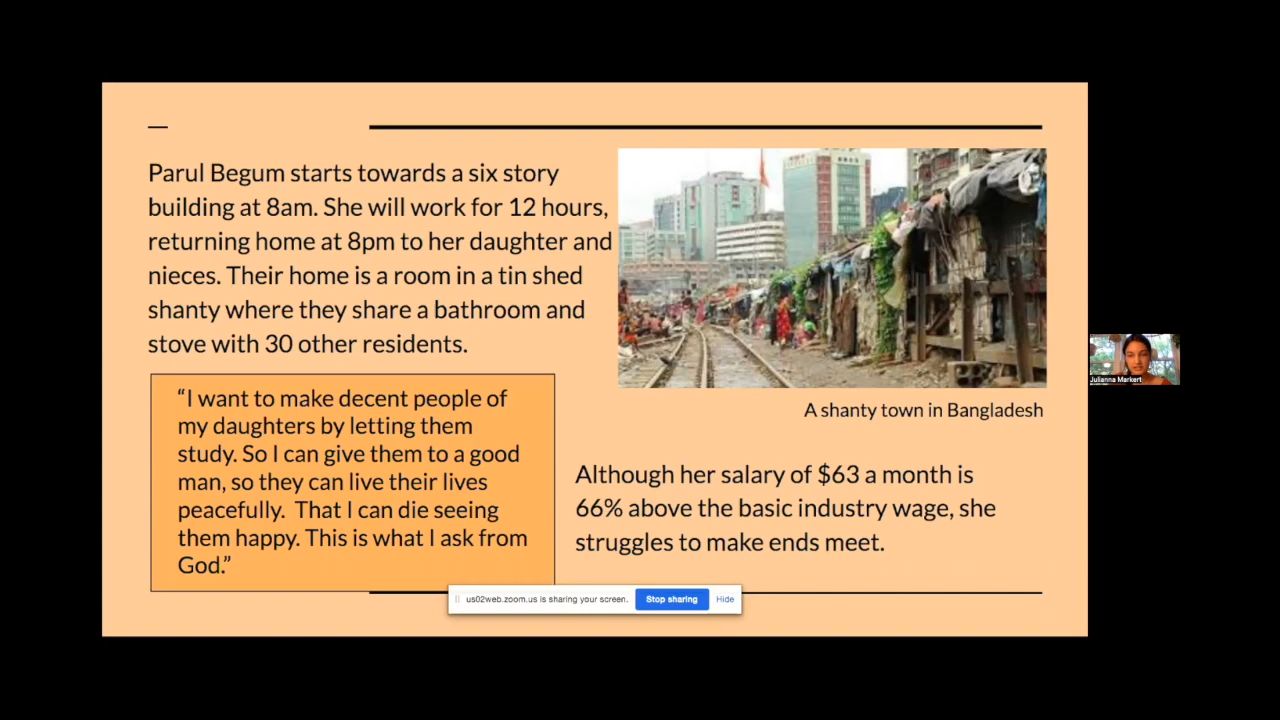 Parul Begum starts towards a six story
building at 8am. She will work for 12 hours,
returning home at 8pm to her daughter and
nieces. Their home is a room in a tin shed
shanty where they share a bathroom and
stove with 30 other residents.
“I want to make decent people of
my daughters by letting them
study. So I can give them to a good
man, so they can live their lives
peacefully.  That I can die seeing
them happy. This is what I ask from
God.”
A shanty town in Bangladesh
Although her salary of $63 a month is
66% above the basic industry wage, she
struggles to make ends meet.
us02web.zoom.us is sharing your screen.
Stop sharing
Hide
Julianna Markert